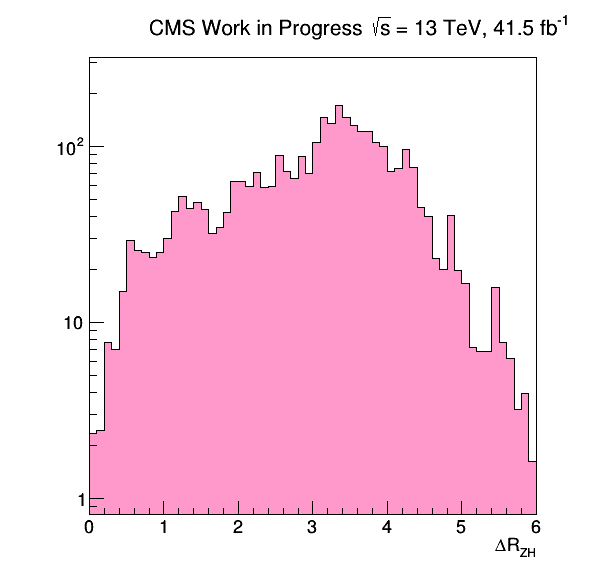 CMS Work in Progress √s = 13 TeV, 41.5 fb⁻¹
10²
10
1
0 1 2 3 4 5 6
ΔR_ZH